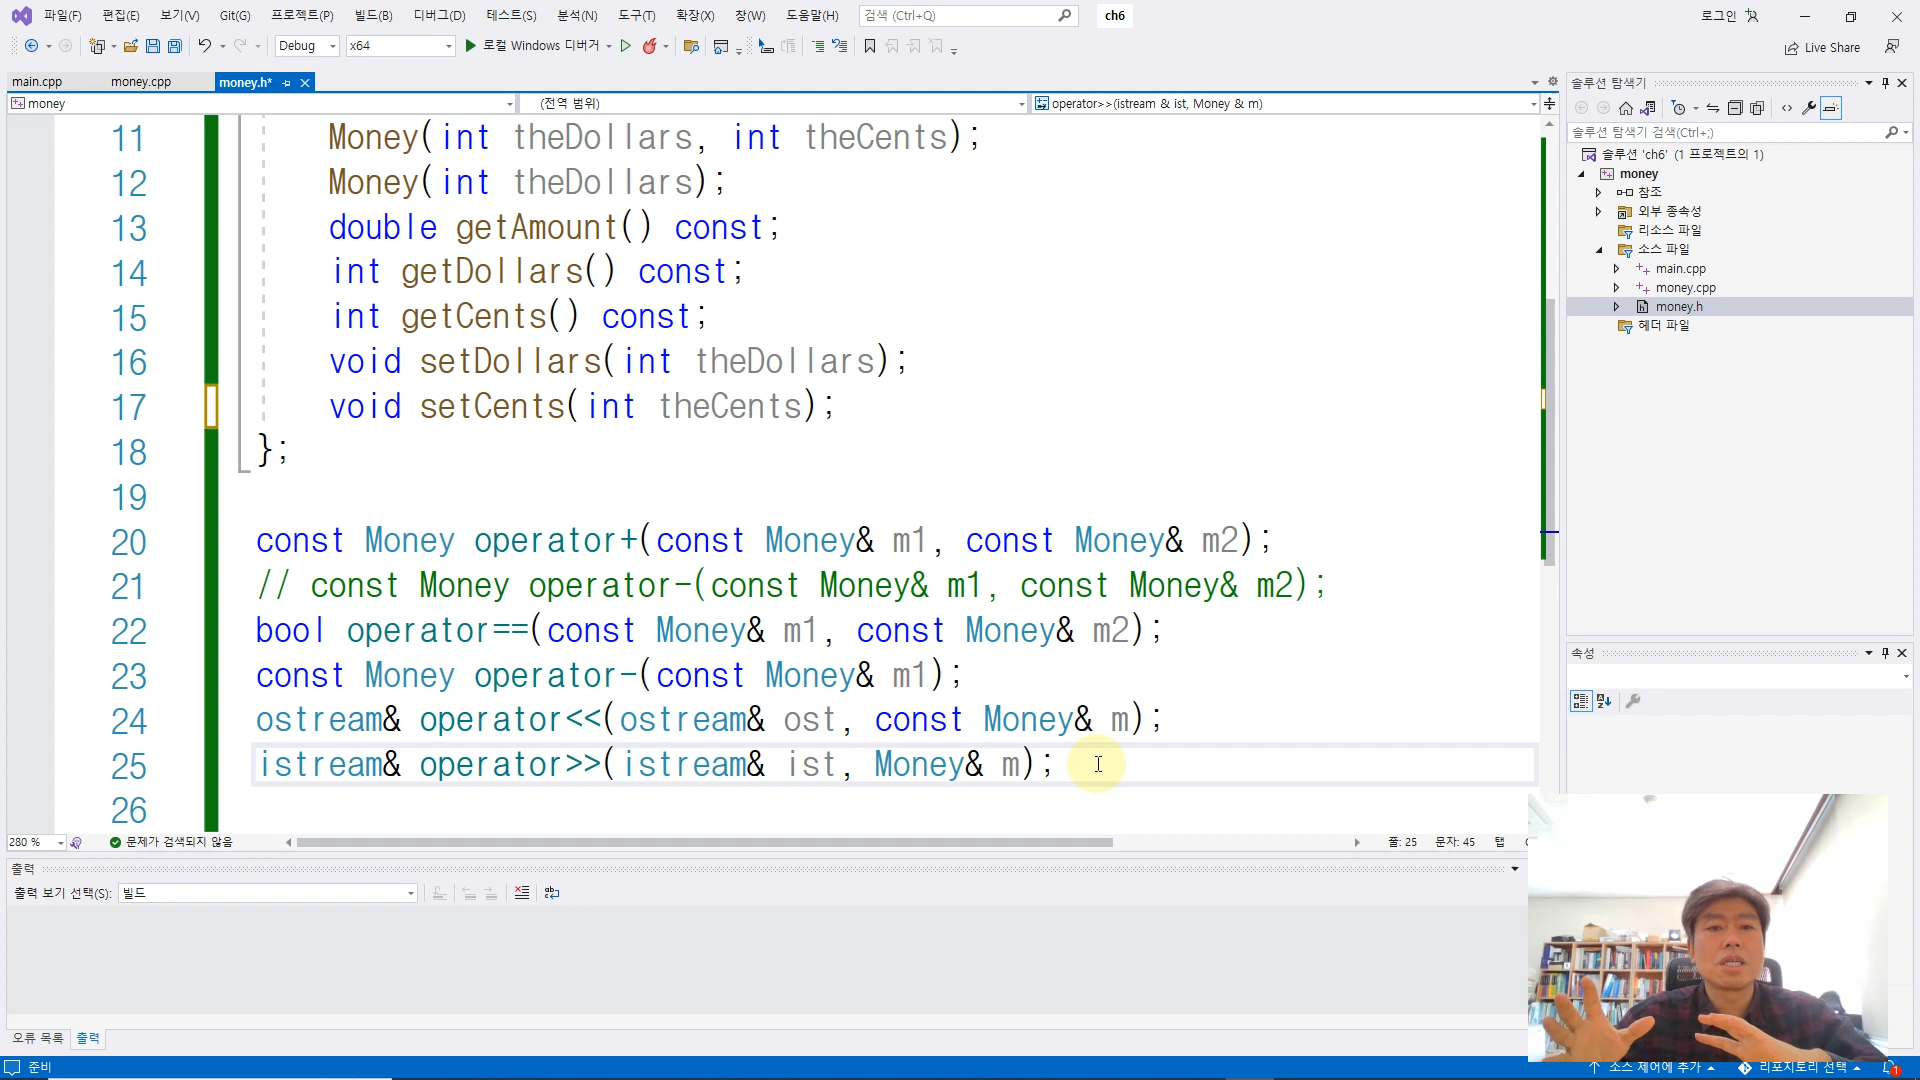 파일(F) 편집(E) 보기(V) Git(G) 프로젝트(P) 빌드(B) 디버그(D) 테스트(S) 분석(N) 도구(T) 확장(X) 창(W) 도움말(H) 검색 (Ctrl+Q) ch6 로그인
Debug x64 로컬 Windows 디버거 Live Share
main.cpp money.cpp money.h*
money (전역 범위) operator>>(istream & ist, Money & m)
11 Money(int theDollars, int theCents);
12 Money(int theDollars);
13 double getAmount() const;
14 int getDollars() const;
15 int getCents() const;
16 void setDollars(int theDollars);
17 void setCents(int theCents);
18 };
19
20 const Money operator+(const Money& m1, const Money& m2);
21 // const Money operator-(const Money& m1, const Money& m2);
22 bool operator==(const Money& m1, const Money& m2);
23 const Money operator-(const Money& m1);
24 ostream& operator<<(ostream& ost, const Money& m);
25 istream& operator>>(istream& ist, Money& m);
26
280 % 문제가 검색되지 않음 줄: 25 문자: 45 탭
출력
출력 보기 선택(S): 빌드
오류 목록 출력
준비
솔루션 탐색기
솔루션 탐색기 검색(Ctrl+;)
솔루션 'ch6' (1 프로젝트의 1)
money
참조
외부 종속성
리소스 파일
소스 파일
main.cpp
money.cpp
money.h
헤더 파일
속성
소스 제어에 추가 리포지토리 선택 1